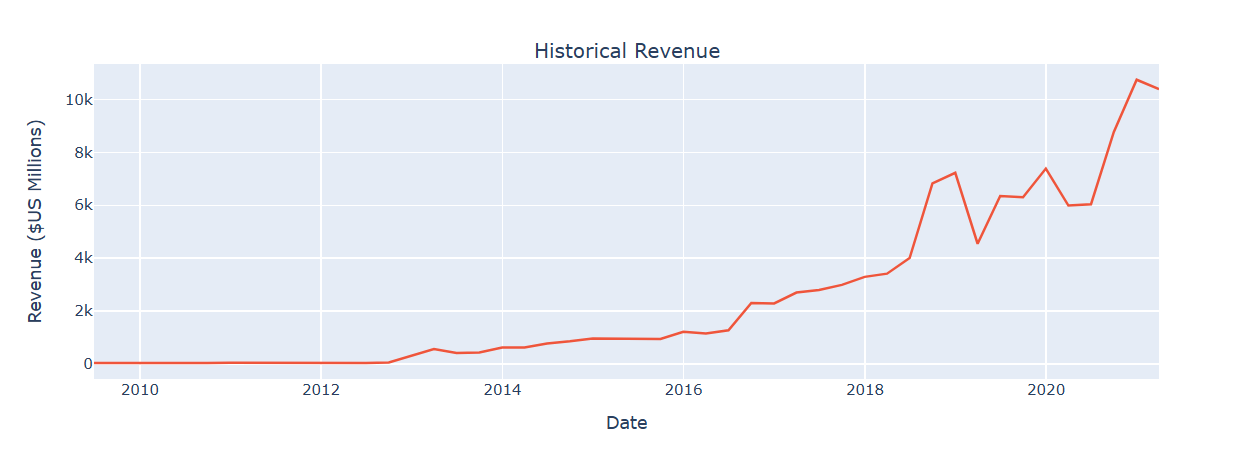 Historical Revenue
Revenue ($US Millions)
10k
8k
6k
4k
2k
0
2010 2012 2014 2016 2018 2020
Date